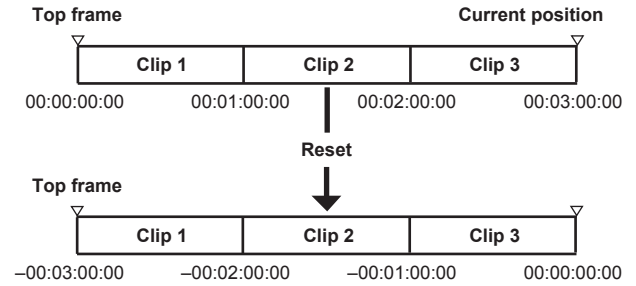 Top frame Current position
Clip 1 Clip 2 Clip 3
00:00:00:00 00:01:00:00 00:02:00:00 00:03:00:00
Reset
Top frame
Clip 1 Clip 2 Clip 3
–00:03:00:00 –00:02:00:00 –00:01:00:00 00:00:00:00